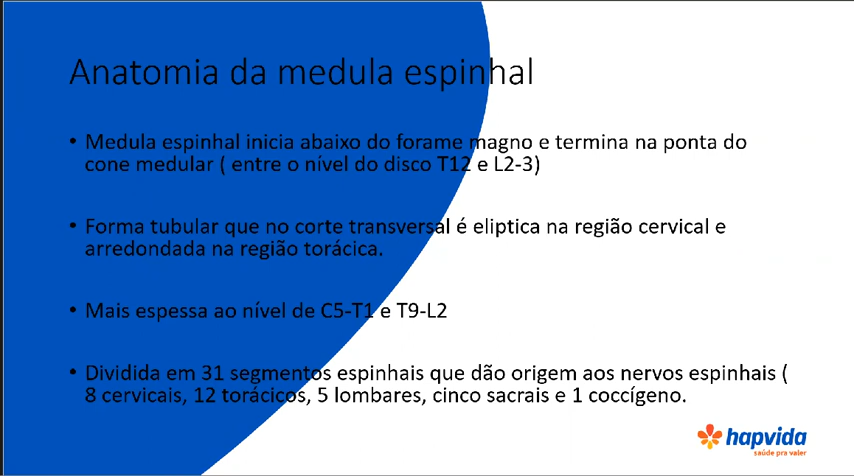 Anatomia da medula espinhal
• Medula espinhal inicia abaixo do forame magno e termina na ponta do
cone medular ( entre o nível do disco T12 e L2-3)
• Forma tubular que no corte transversal é eliptica na região cervical e
arredondada na região torácica.
• Mais espessa ao nível de C5-T1 e T9-L2
• Dividida em 31 segmentos espinhais que dão origem aos nervos espinhais (
8 cervicais, 12 torácicos, 5 lombares, cinco sacrais e 1 coccígeno.
hapvida
saúde pra valer